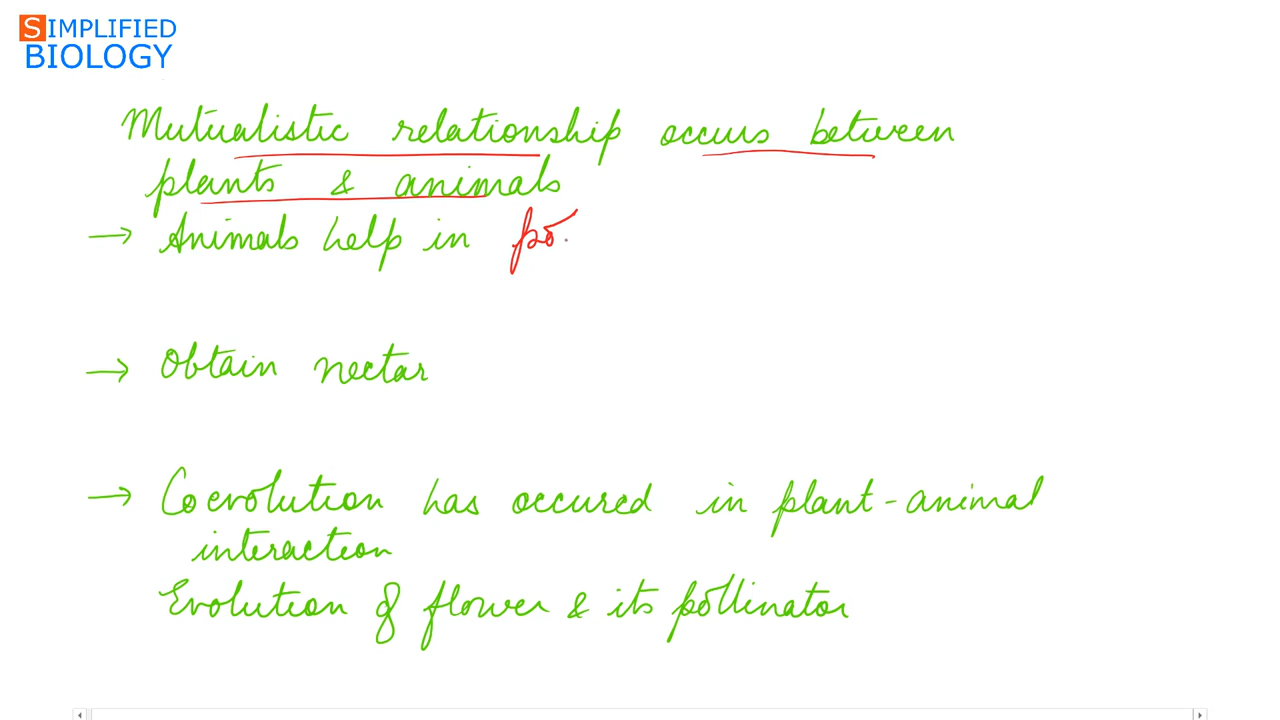 SIMPLIFIED
BIOLOGY
Mutualistic relationship occurs between
plants & animals
→ Animals help in po
→ Obtain nectar
→ Coevolution has occured in plant-animal
interaction
Evolution of flower & its pollinator